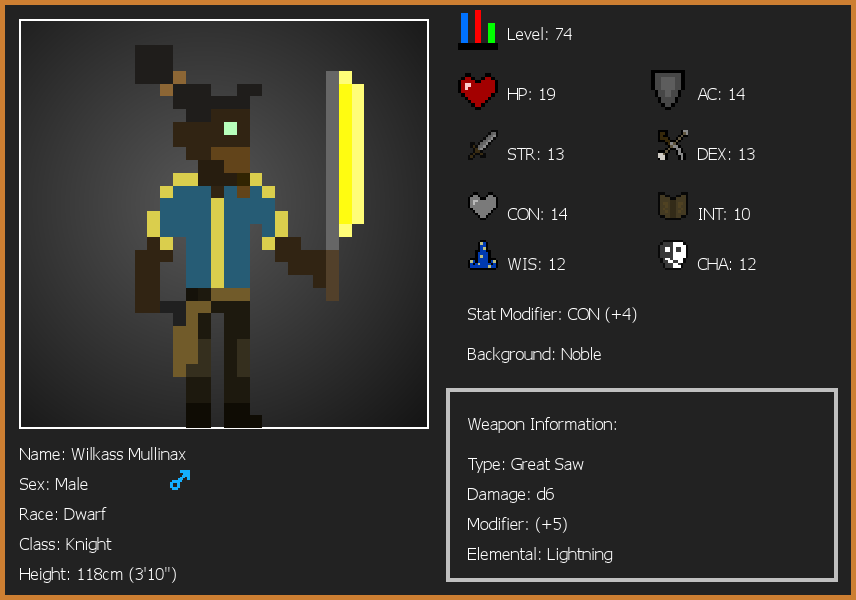 Level: 74
HP: 19
AC: 14
STR: 13
DEX: 13
CON: 14
INT: 10
WIS: 12
CHA: 12
Stat Modifier: CON (+4)
Background: Noble
Weapon Information:
Type: Great Saw
Damage: d6
Modifier: (+5)
Elemental: Lightning
Name: Wilkass Mullinax
Sex: Male
Race: Dwarf
Class: Knight
Height: 118cm (3'10")